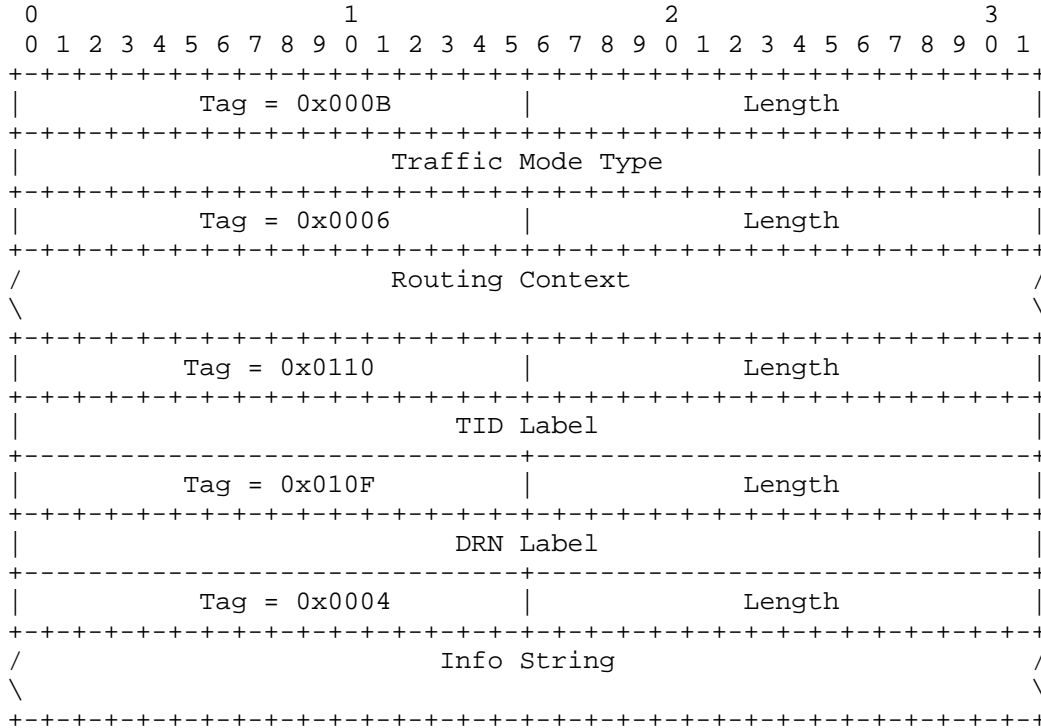 0                   1                   2                   3
 0 1 2 3 4 5 6 7 8 9 0 1 2 3 4 5 6 7 8 9 0 1 2 3 4 5 6 7 8 9 0 1
+-+-+-+-+-+-+-+-+-+-+-+-+-+-+-+-+-+-+-+-+-+-+-+-+-+-+-+-+-+-+-+-+
|           Tag = 0x000B        |             Length            |
+-+-+-+-+-+-+-+-+-+-+-+-+-+-+-+-+-+-+-+-+-+-+-+-+-+-+-+-+-+-+-+-+
|                       Traffic Mode Type                       |
+-+-+-+-+-+-+-+-+-+-+-+-+-+-+-+-+-+-+-+-+-+-+-+-+-+-+-+-+-+-+-+-+
|           Tag = 0x0006        |             Length            |
+-+-+-+-+-+-+-+-+-+-+-+-+-+-+-+-+-+-+-+-+-+-+-+-+-+-+-+-+-+-+-+-+
/                       Routing Context                         /
\                                                               \
+-+-+-+-+-+-+-+-+-+-+-+-+-+-+-+-+-+-+-+-+-+-+-+-+-+-+-+-+-+-+-+-+
|          Tag = 0x0110         |             Length            |
+-+-+-+-+-+-+-+-+-+-+-+-+-+-+-+-+-+-+-+-+-+-+-+-+-+-+-+-+-+-+-+-+
|                           TID Label                           |
+-------------------------------+-------------------------------+
|          Tag = 0x010F         |             Length            |
+-+-+-+-+-+-+-+-+-+-+-+-+-+-+-+-+-+-+-+-+-+-+-+-+-+-+-+-+-+-+-+-+
|                           DRN Label                           |
+-------------------------------+-------------------------------+
|           Tag = 0x0004        |             Length            |
+-+-+-+-+-+-+-+-+-+-+-+-+-+-+-+-+-+-+-+-+-+-+-+-+-+-+-+-+-+-+-+-+
/                          Info String                          /
\                                                               \
+-+-+-+-+-+-+-+-+-+-+-+-+-+-+-+-+-+-+-+-+-+-+-+-+-+-+-+-+-+-+-+-+